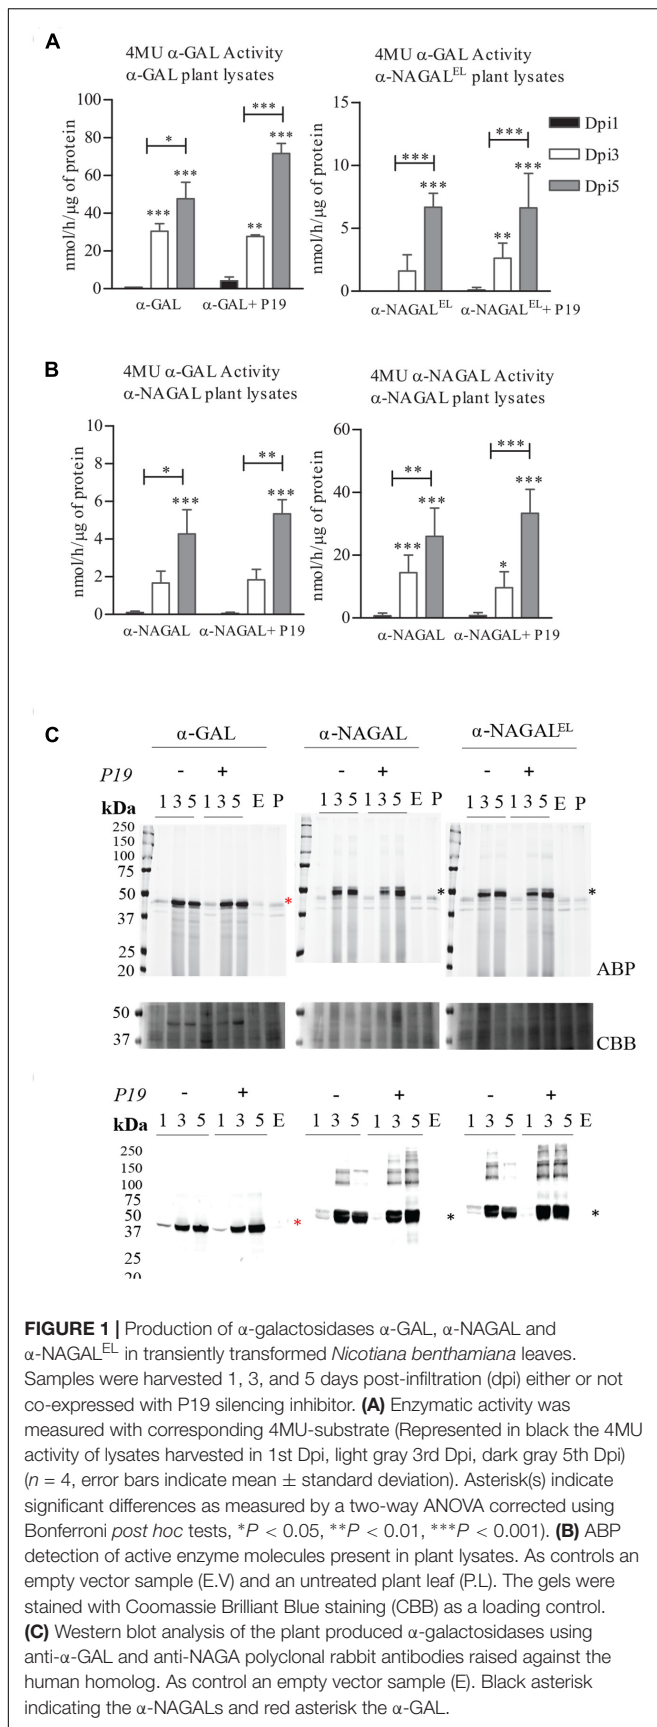 A
4MU α-GAL Activity
α-GAL plant lysates
nmol/h/µg of protein
100
80
60
40
20
0
***
*
***
**
***
***
α-GAL
α-GAL+ P19
4MU α-GAL Activity
α-NAGALEL plant lysates
nmol/h/µg of protein
15
10
5
0
***
***
**
***
***
α-NAGALEL
α-NAGALEL+ P19
Dpi1
Dpi3
Dpi5
B
4MU α-GAL Activity
α-NAGAL plant lysates
nmol/h/µg of protein
10
8
6
4
2
0
*
***
**
***
α-NAGAL
α-NAGAL+ P19
4MU α-NAGAL Activity
α-NAGAL plant lysates
nmol/h/µg of protein
60
40
20
0
***
**
***
*
***
***
α-NAGAL
α-NAGAL+ P19
C
α-GAL
α-NAGAL
α-NAGALEL
P19 - + - + - +
kDa 1 3 5 1 3 5 E P 1 3 5 1 3 5 E P 1 3 5 1 3 5 E P
250
150
100
75
50
37
25
20
* * *
ABP
50
37
CBB
P19 - + - + - +
kDa 1 3 5 1 3 5 E 1 3 5 1 3 5 E 1 3 5 1 3 5 E
250
150
100
75
50
37
25
20
* * *
FIGURE 1 | Production of α-galactosidases α-GAL, α-NAGAL and
α-NAGALEL in transiently transformed Nicotiana benthamiana leaves.
Samples were harvested 1, 3, and 5 days post-infiltration (dpi) either or not
co-expressed with P19 silencing inhibitor. (A) Enzymatic activity was
measured with corresponding 4MU-substrate (Represented in black the 4MU
activity of lysates harvested in 1st Dpi, light gray 3rd Dpi, dark gray 5th Dpi)
(n = 4, error bars indicate mean ± standard deviation). Asterisk(s) indicate
significant differences as measured by a two-way ANOVA corrected using
Bonferroni post hoc tests, *P < 0.05, **P < 0.01, ***P < 0.001). (B) ABP
detection of active enzyme molecules present in plant lysates. As controls an
empty vector sample (E.V) and an untreated plant leaf (P.L). The gels were
stained with Coomassie Brilliant Blue staining (CBB) as a loading control.
(C) Western blot analysis of the plant produced α-galactosidases using
anti-α-GAL and anti-NAGA polyclonal rabbit antibodies raised against the
human homolog. As control an empty vector sample (E). Black asterisk
indicating the α-NAGALs and red asterisk the α-GAL.